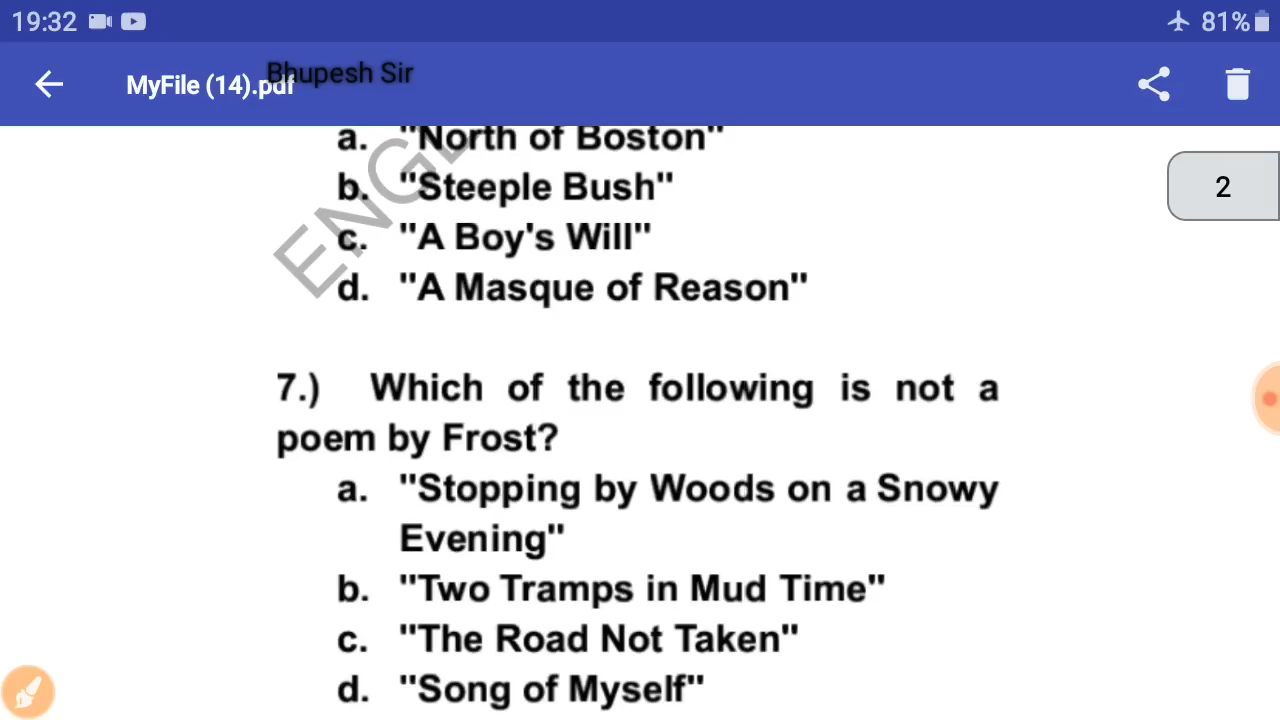 19:32 81%
Bhupesh Sir
MyFile (14).pdf
a. "North of Boston"
2
b. "Steeple Bush"
c. "A Boy's Will"
d. "A Masque of Reason"
ENGL
7.) Which of the following is not a
poem by Frost?
a. "Stopping by Woods on a Snowy
Evening"
b. "Two Tramps in Mud Time"
c. "The Road Not Taken"
d. "Song of Myself"